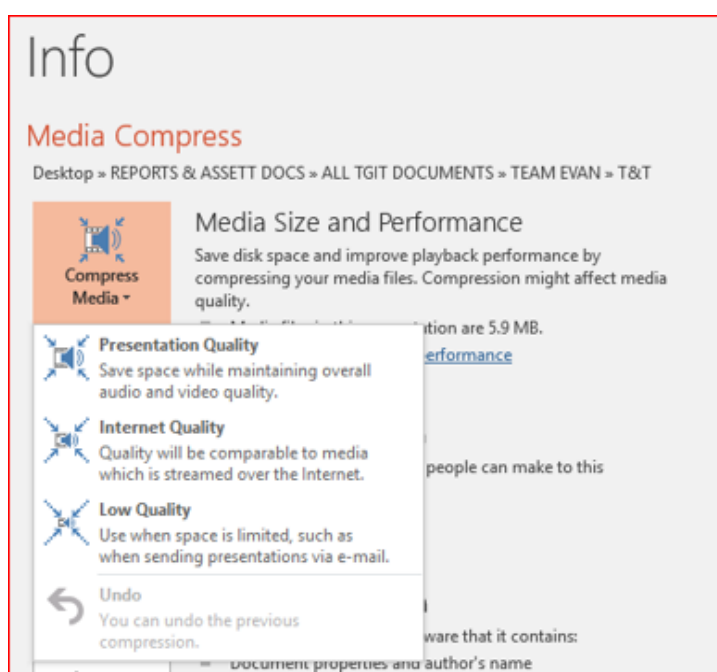 Info
Media Compress
Desktop » REPORTS & ASSETT DOCS » ALL TGIT DOCUMENTS » TEAM EVAN » T&T
Compress
Media
Media Size and Performance
Save disk space and improve playback performance by
compressing your media files. Compression might affect media
quality.
are 5.9 MB.
Presentation Quality
Save space while maintaining overall
audio and video quality.
Internet Quality
Quality will be comparable to media
which is streamed over the Internet.
people can make to this
Low Quality
Use when space is limited, such as
when sending presentations via e-mail.
Undo
You can undo the previous
compression.
that it contains:
Document properties and author's name